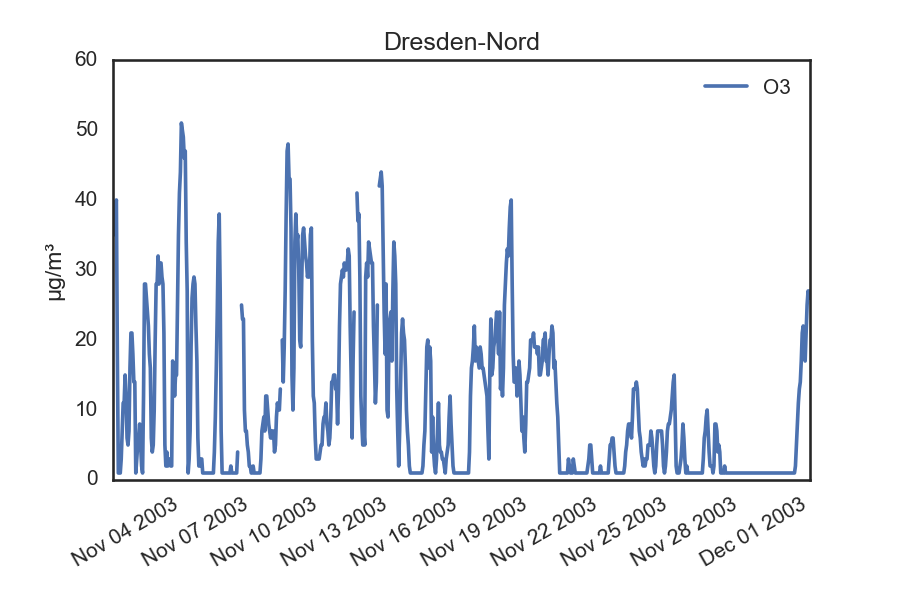 Dresden-Nord
60
50
40
30
20
10
0
µg/m³
O3
Nov 04 2003
Nov 07 2003
Nov 10 2003
Nov 13 2003
Nov 16 2003
Nov 19 2003
Nov 22 2003
Nov 25 2003
Nov 28 2003
Dec 01 2003